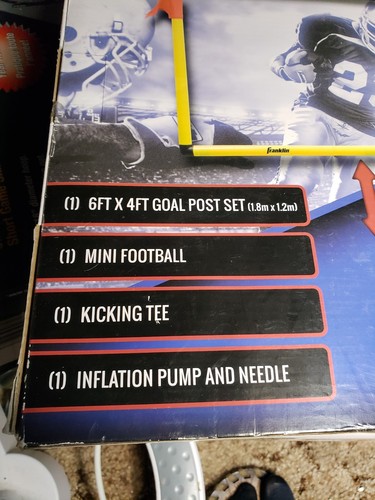 2
Franklin
(1) 6FT X 4FT GOAL POST SET (1.8m x 1.2m)
(1) MINI FOOTBALL
(1) KICKING TEE
(1) INFLATION PUMP AND NEEDLE